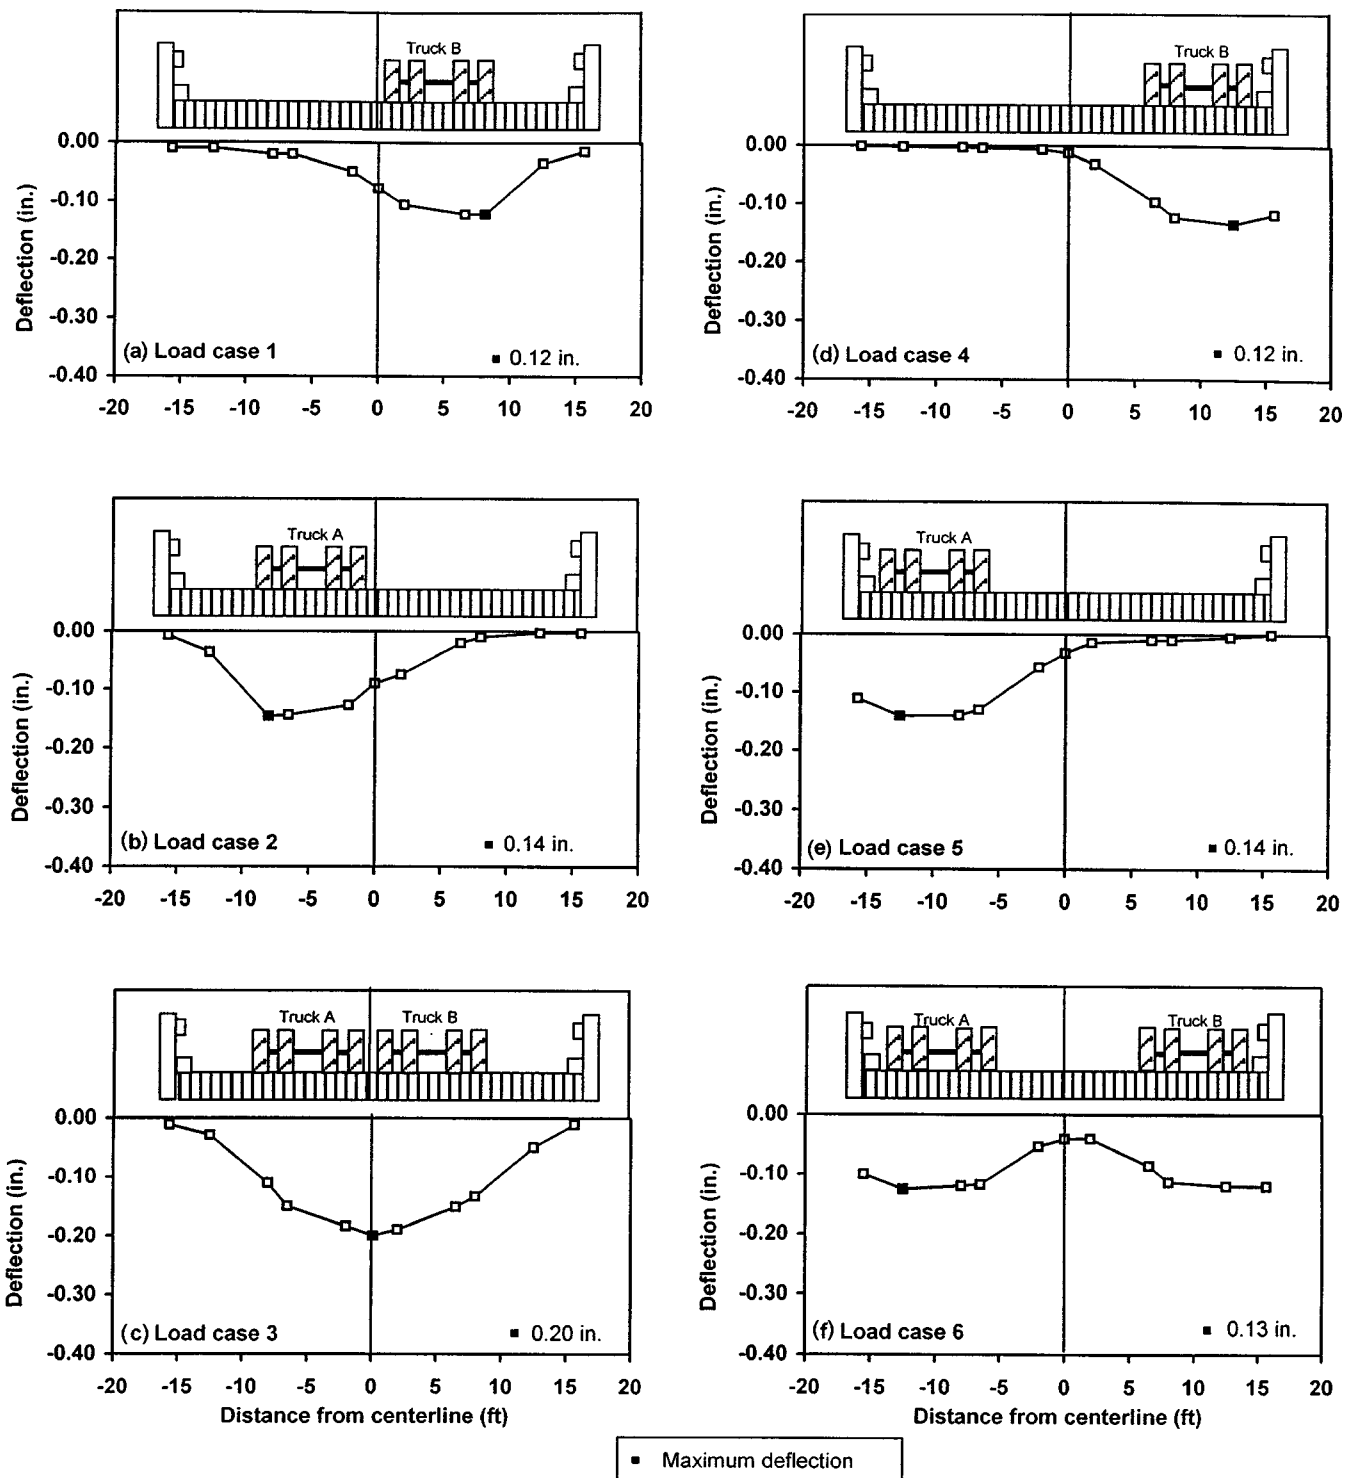 Truck B
0.00
-0.10
-0.20
-0.30
-0.40
Deflection (in.)
(a) Load case 1
■ 0.12 in.
-20 -15 -10 -5 0 5 10 15 20
Truck B
0.00
-0.10
-0.20
-0.30
-0.40
Deflection (in.)
(d) Load case 4
■ 0.12 in.
-20 -15 -10 -5 0 5 10 15 20
Truck A
0.00
-0.10
-0.20
-0.30
-0.40
Deflection (in.)
(b) Load case 2
■ 0.14 in.
-20 -15 -10 -5 0 5 10 15 20
Truck A
0.00
-0.10
-0.20
-0.30
-0.40
Deflection (in.)
(e) Load case 5
■ 0.14 in.
-20 -15 -10 -5 0 5 10 15 20
Truck A Truck B
0.00
-0.10
-0.20
-0.30
-0.40
Deflection (in.)
(c) Load case 3
■ 0.20 in.
-20 -15 -10 -5 0 5 10 15 20
Distance from centerline (ft)
Truck A Truck B
0.00
-0.10
-0.20
-0.30
-0.40
Deflection (in.)
(f) Load case 6
■ 0.13 in.
-20 -15 -10 -5 0 5 10 15 20
Distance from centerline (ft)
■ Maximum deflection